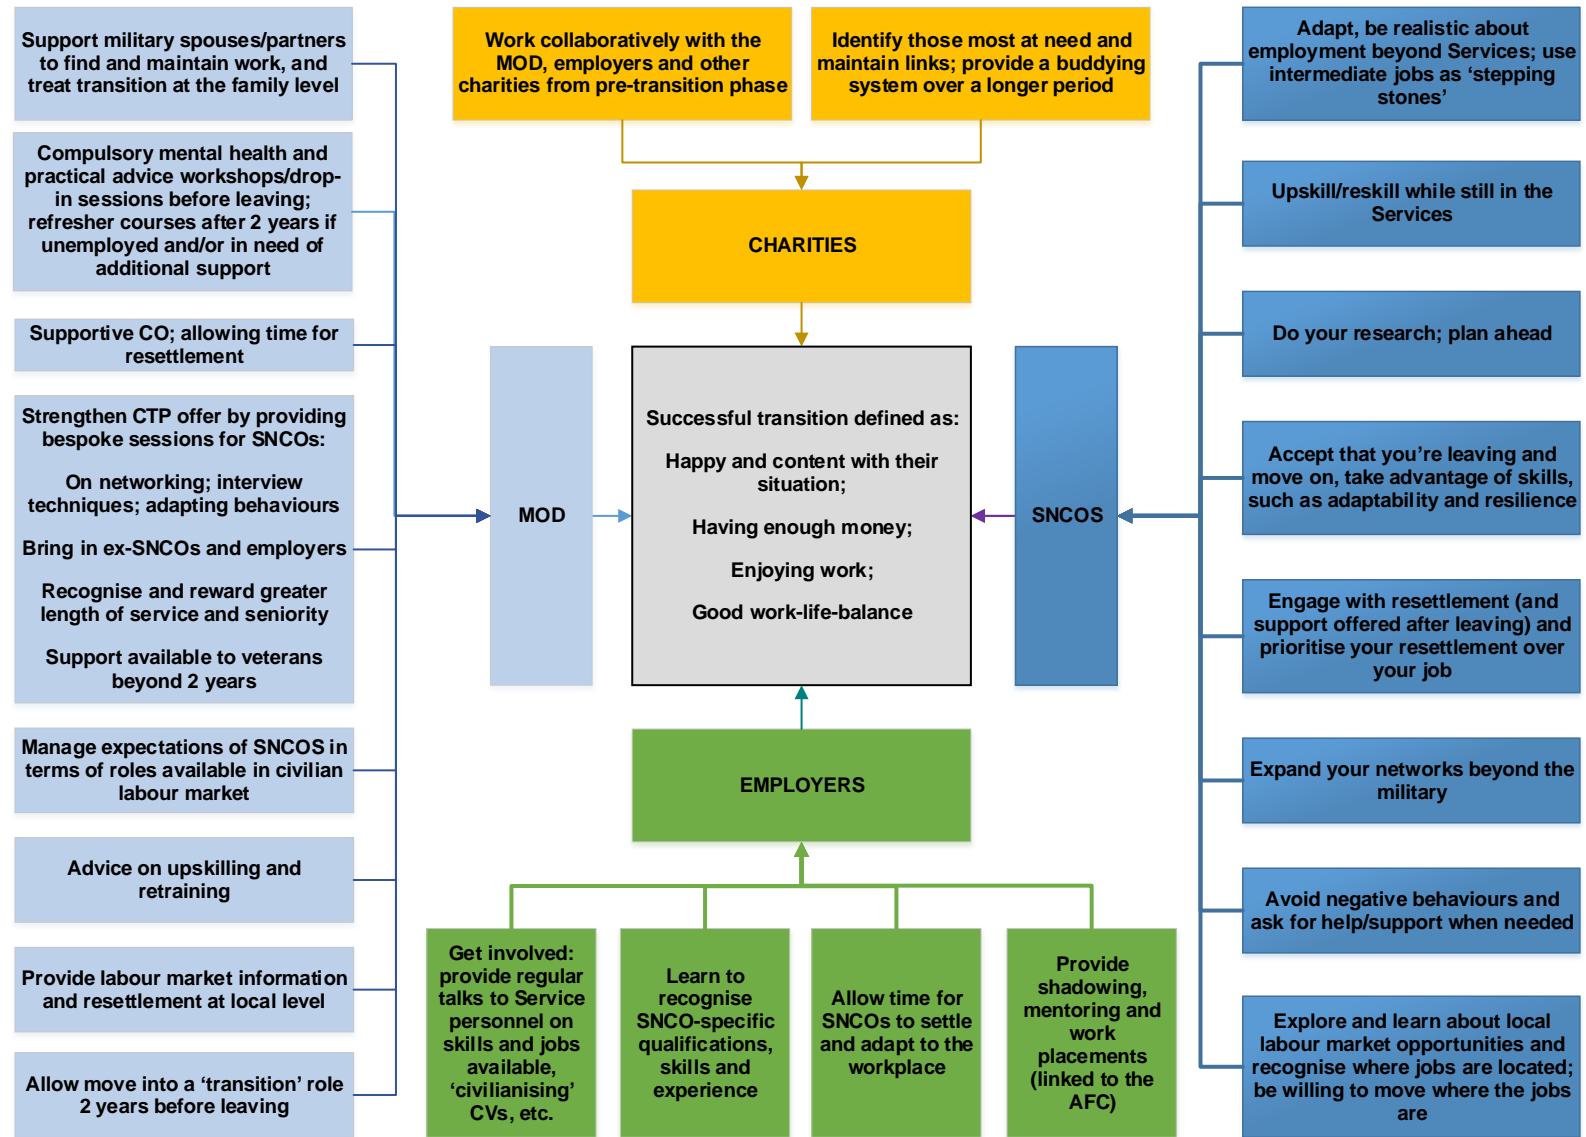 Support military spouses/partners
to find and maintain work, and
treat transition at the family level
Compulsory mental health and
practical advice workshops/drop-
in sessions before leaving;
refresher courses after 2 years if
unemployed and/or in need of
additional support
Supportive CO; allowing time for
resettlement
Strengthen CTP offer by providing
bespoke sessions for SNCOs:
On networking; interview
techniques; adapting behaviours
Bring in ex-SNCOs and employers
Recognise and reward greater
length of service and seniority
Support available to veterans
beyond 2 years
Manage expectations of SNCOS in
terms of roles available in civilian
labour market
Advice on upskilling and
retraining
Provide labour market information
and resettlement at local level
Allow move into a ‘transition’ role
2 years before leaving
MOD
Work collaboratively with the
MOD, employers and other
charities from pre-transition phase
Identify those most at need and
maintain links; provide a buddying
system over a longer period
CHARITIES
Successful transition defined as:
Happy and content with their
situation;
Having enough money;
Enjoying work;
Good work-life-balance
EMPLOYERS
Get involved:
provide regular
talks to Service
personnel on
skills and jobs
available,
‘civilianising’
CVs, etc.
Learn to
recognise
SNCO-specific
qualifications,
skills and
experience
Allow time for
SNCOs to settle
and adapt to the
workplace
Provide
shadowing,
mentoring and
work
placements
(linked to the
AFC)
SNCOS
Adapt, be realistic about
employment beyond Services; use
intermediate jobs as ‘stepping
stones’
Upskill/reskill while still in the
Services
Do your research; plan ahead
Accept that you’re leaving and
move on, take advantage of skills,
such as adaptability and resilience
Engage with resettlement (and
support offered after leaving) and
prioritise your resettlement over
your job
Expand your networks beyond the
military
Avoid negative behaviours and
ask for help/support when needed
Explore and learn about local
labour market opportunities and
recognise where jobs are located;
be willing to move where the jobs
are